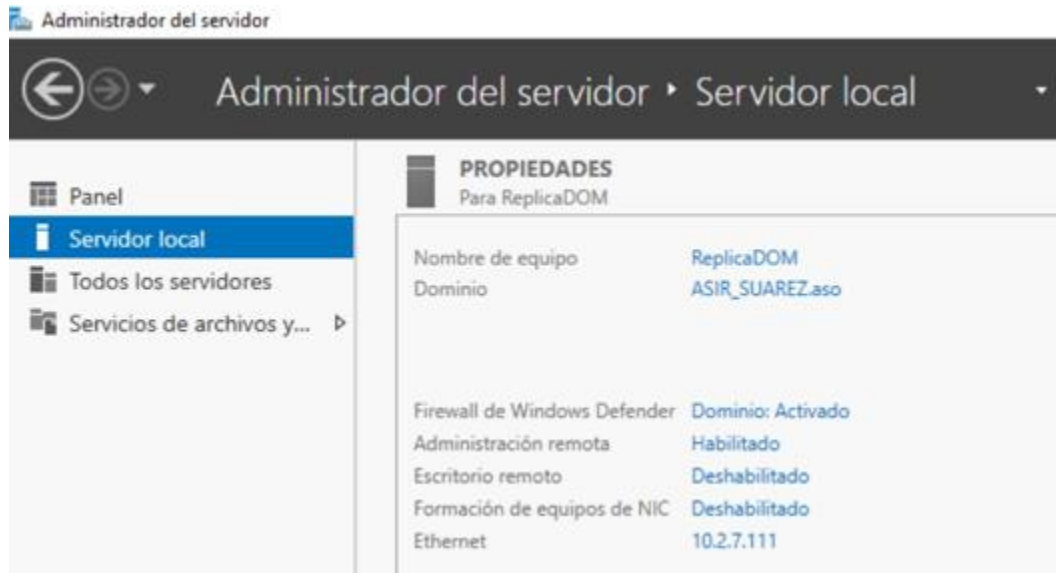 Administrador del servidor
Administrador del servidor ‣ Servidor local
Panel
Servidor local
Todos los servidores
Servicios de archivos y...
PROPIEDADES
Para ReplicaDOM
Nombre de equipo ReplicaDOM
Dominio ASIR_SUAREZ.aso
Firewall de Windows Defender Dominio: Activado
Administración remota Habilitado
Escritorio remoto Deshabilitado
Formación de equipos de NIC Deshabilitado
Ethernet 10.2.7.111